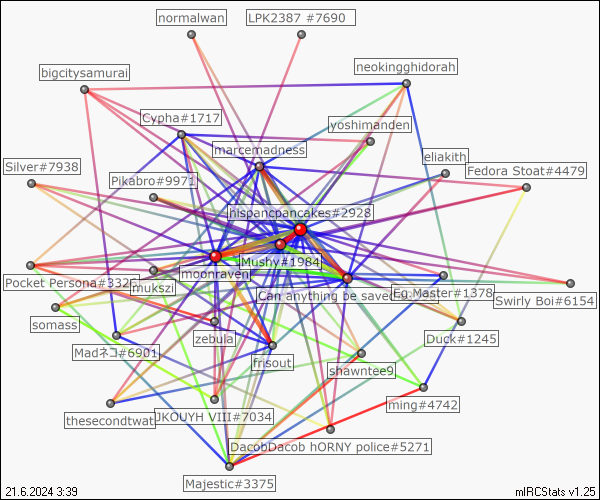 normalwan
LPK2387 #7690
bigcitysamurai
neokingghidorah
Cypha#1717
yoshimanden
marcemadness
eliakith
Silver#7938
Pikabro#9971
Fedora Stoat#4479
hispancpancakes#2928
Mushy#1984
moonraven
Pocket Persona#3326
mukszi
Can anything be saved
Eg.Master#1378
Swirly Boi#6154
somass
zebula
Duck#1245
Madネコ#6901
frisout
shawntee9
ming#4742
thesecondtwat
JKOUYH VIII#7034
DacobDacob hORNY police#5271
Majestic#3375
21.6.2024 3:39
mIRCStats v1.25